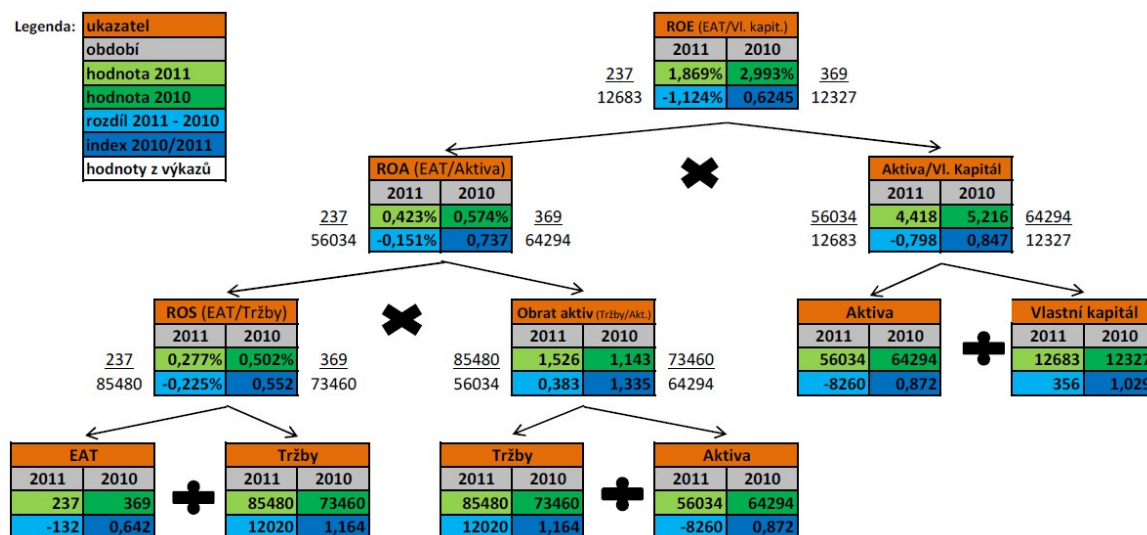 Legenda: ukazatel
období
hodnota 2011
hodnota 2010
rozdíl 2011 - 2010
index 2010/2011
hodnoty z výkazů
ROE (EAT/Vl. kapit.)
2011 2010
237 1,869% 2,993% 369
12683 -1,124% 0,6245 12327
ROA (EAT/Aktiva)
2011 2010
237 0,423% 0,574% 369
56034 -0,151% 0,737 64294
Aktiva/Vl. Kapitál
2011 2010
56034 4,418 5,216 64294
12683 -0,798 0,847 12327
ROS (EAT/Tržby)
2011 2010
237 0,277% 0,502% 369
85480 -0,225% 0,552 73460
Obrat aktiv (Tržby/Akt.)
2011 2010
85480 1,526 1,143 73460
56034 0,383 1,335 64294
Aktiva
2011 2010
56034 64294
-8260 0,872
Vlastní kapitál
2011 2010
12683 12327
356 1,029
EAT
2011 2010
237 369
-132 0,642
Tržby
2011 2010
85480 73460
12020 1,164
Tržby
2011 2010
85480 73460
12020 1,164
Aktiva
2011 2010
56034 64294
-8260 0,872